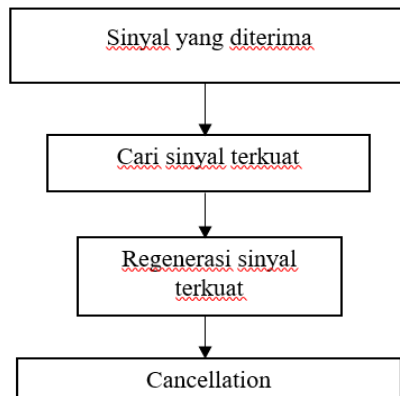 Sinyal yang diterima
Cari sinyal terkuat
Regenerasi sinyal
terkuat
Cancellation